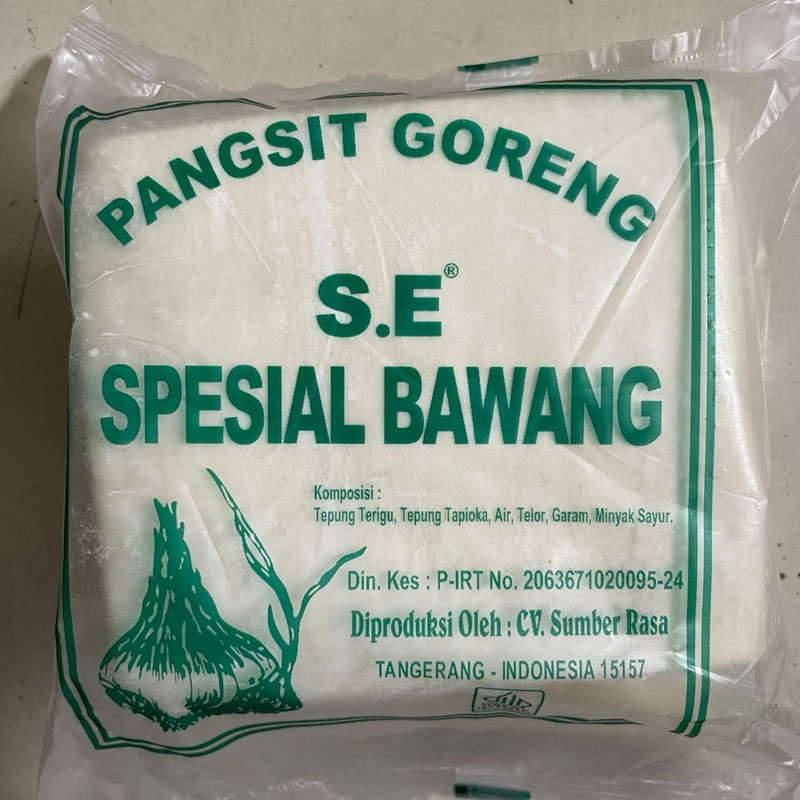 PANGSIT GORENG
S.E®
SPESIAL BAWANG
Komposisi :
Tepung Terigu, Tepung Tapioka, Air, Telor, Garam, Minyak Sayur.
Din. Kes : P-IRT No. 2063671020095-24
Diproduksi Oleh : CV. Sumber Rasa
TANGERANG - INDONESIA 15157